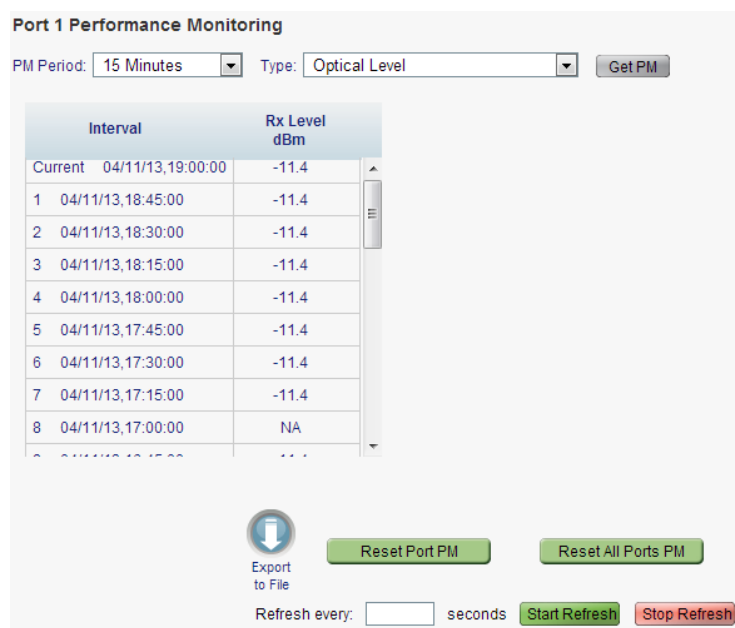 Port 1 Performance Monitoring
PM Period: 15 Minutes Type: Optical Level Get PM
Interval Rx Level dBm
Current 04/11/13,19:00:00 -11.4
1 04/11/13,18:45:00 -11.4
2 04/11/13,18:30:00 -11.4
3 04/11/13,18:15:00 -11.4
4 04/11/13,18:00:00 -11.4
5 04/11/13,17:45:00 -11.4
6 04/11/13,17:30:00 -11.4
7 04/11/13,17:15:00 -11.4
8 04/11/13,17:00:00 NA
Export
to File
Reset Port PM Reset All Ports PM
Refresh every: seconds Start Refresh Stop Refresh